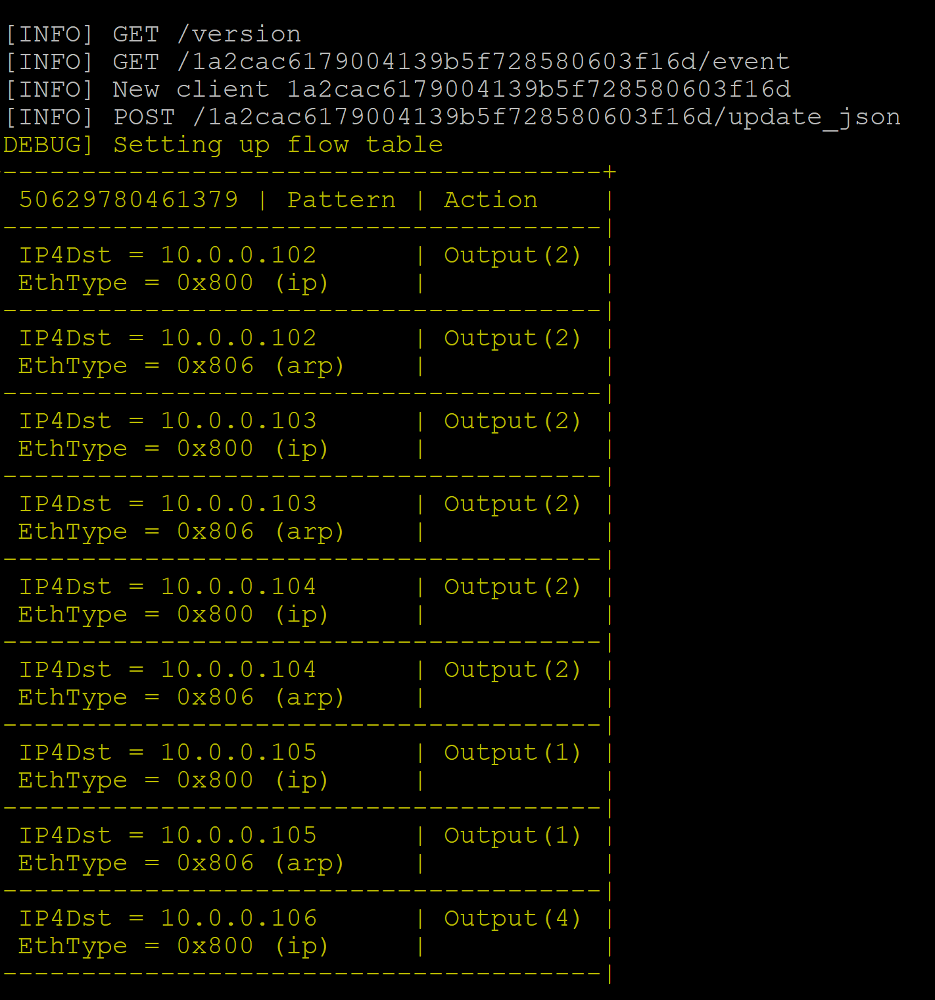 [INFO] GET /version
[INFO] GET /1a2cac6179004139b5f728580603f16d/event
[INFO] New client 1a2cac6179004139b5f728580603f16d
[INFO] POST /1a2cac6179004139b5f728580603f16d/update_json
DEBUG] Setting up flow table
--------------------------------------+
 50629780461379 | Pattern | Action    |
--------------------------------------|
 IP4Dst = 10.0.0.102      | Output(2) |
 EthType = 0x800 (ip)     |           |
--------------------------------------|
 IP4Dst = 10.0.0.102      | Output(2) |
 EthType = 0x806 (arp)    |           |
--------------------------------------|
 IP4Dst = 10.0.0.103      | Output(2) |
 EthType = 0x800 (ip)     |           |
--------------------------------------|
 IP4Dst = 10.0.0.103      | Output(2) |
 EthType = 0x806 (arp)    |           |
--------------------------------------|
 IP4Dst = 10.0.0.104      | Output(2) |
 EthType = 0x800 (ip)     |           |
--------------------------------------|
 IP4Dst = 10.0.0.104      | Output(2) |
 EthType = 0x806 (arp)    |           |
--------------------------------------|
 IP4Dst = 10.0.0.105      | Output(1) |
 EthType = 0x800 (ip)     |           |
--------------------------------------|
 IP4Dst = 10.0.0.105      | Output(1) |
 EthType = 0x806 (arp)    |           |
--------------------------------------|
 IP4Dst = 10.0.0.106      | Output(4) |
 EthType = 0x800 (ip)     |           |
--------------------------------------|